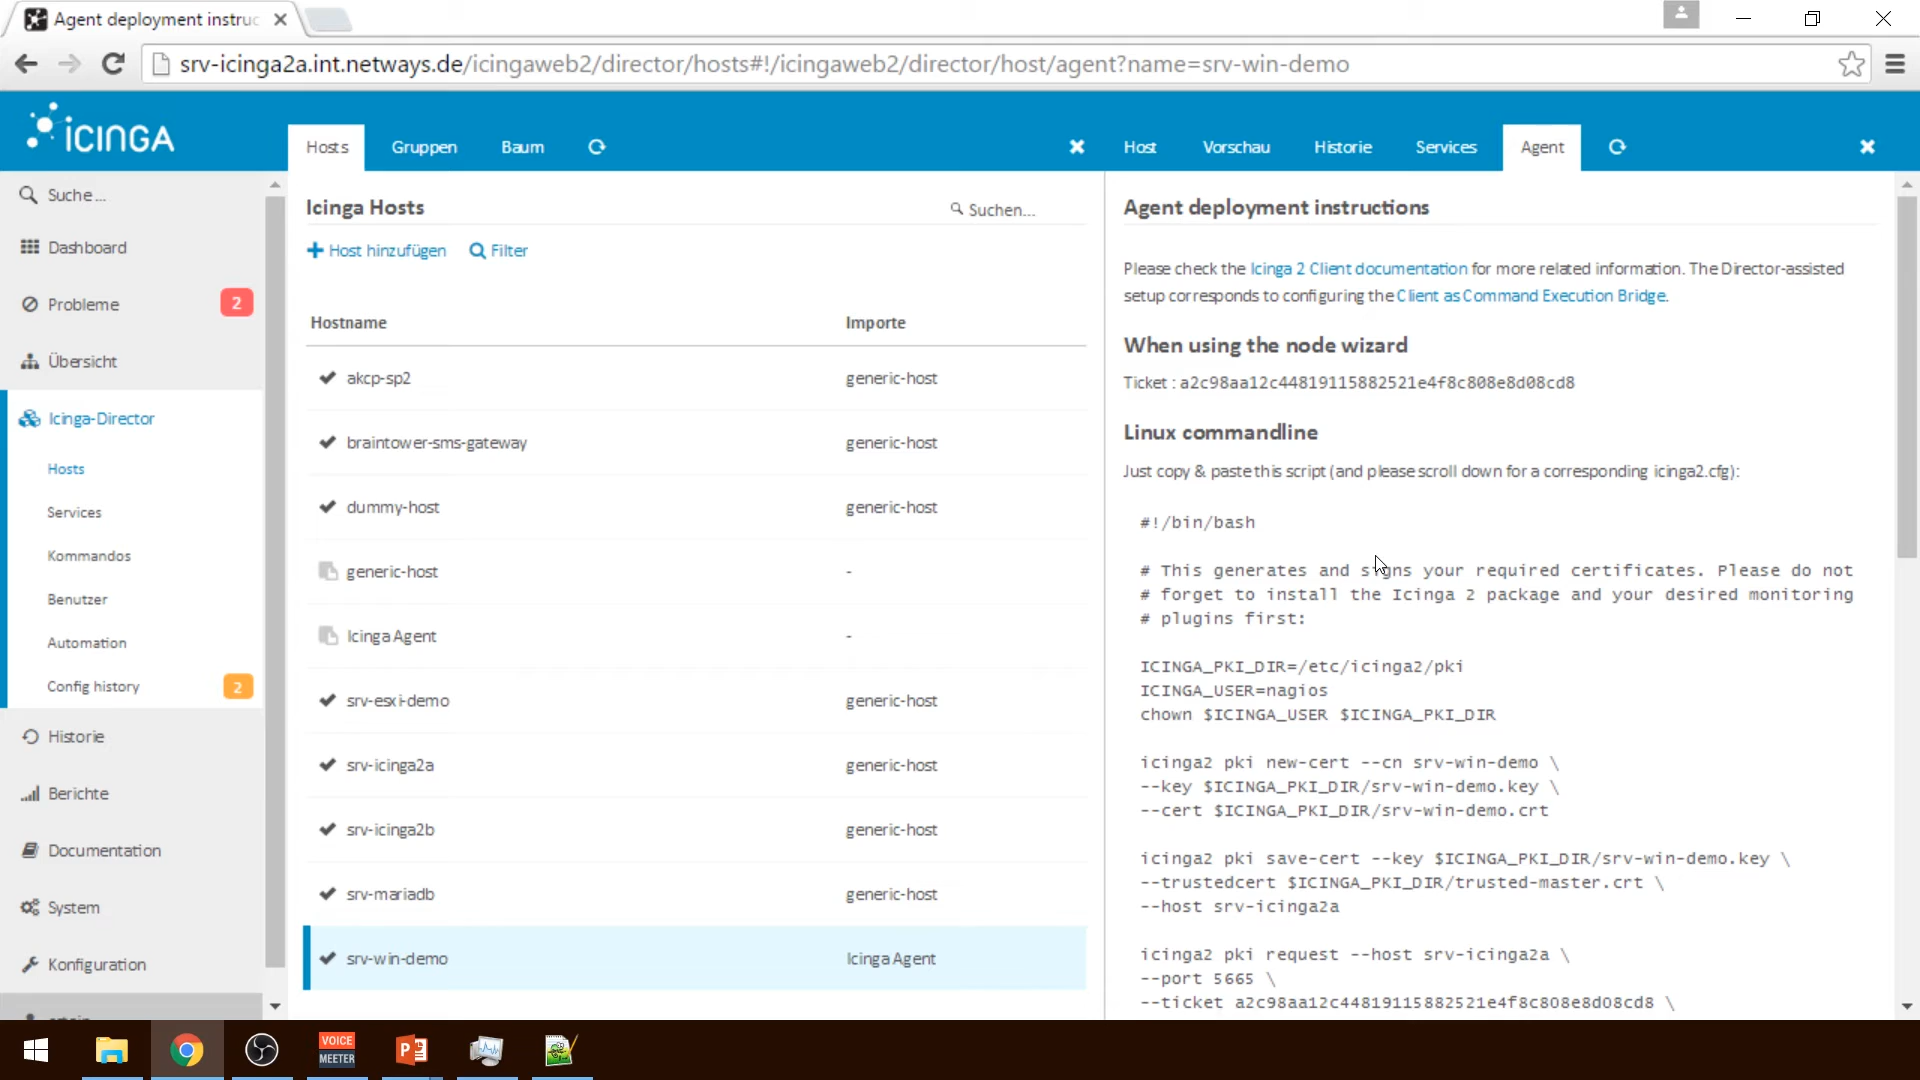 Agent deployment instruc
srv-icinga2a.int.netways.de/icingaweb2/director/hosts#!/icingaweb2/director/host/agent?name=srv-win-demo
ICINGA
Hosts
Gruppen
Baum
Host
Vorschau
Historie
Services
Agent
Suche ...
Dashboard
Probleme
2
Übersicht
Icinga-Director
Hosts
Services
Kommandos
Benutzer
Automation
Config history
2
Historie
Berichte
Documentation
System
Konfiguration
Icinga Hosts
Suchen...
Host hinzufügen
Filter
Hostname Importe
akcp-sp2 generic-host
braintower-sms-gateway generic-host
dummy-host generic-host
generic-host -
Icinga Agent -
srv-esxi-demo generic-host
srv-icinga2a generic-host
srv-icinga2b generic-host
srv-mariadb generic-host
srv-win-demo Icinga Agent
Agent deployment instructions
Please check the Icinga 2 Client documentation for more related information. The Director-assisted
setup corresponds to configuring the Client as Command Execution Bridge.
When using the node wizard
Ticket : a2c98aa12c44819115882521e4f8c808e8d08cd8
Linux commandline
Just copy & paste this script (and please scroll down for a corresponding icinga2.cfg):
#!/bin/bash
# This generates and signs your required certificates. Please do not
# forget to install the Icinga 2 package and your desired monitoring
# plugins first:
ICINGA_PKI_DIR=/etc/icinga2/pki
ICINGA_USER=nagios
chown $ICINGA_USER $ICINGA_PKI_DIR
icinga2 pki new-cert --cn srv-win-demo \
--key $ICINGA_PKI_DIR/srv-win-demo.key \
--cert $ICINGA_PKI_DIR/srv-win-demo.crt
icinga2 pki save-cert --key $ICINGA_PKI_DIR/srv-win-demo.key \
--trustedcert $ICINGA_PKI_DIR/trusted-master.crt \
--host srv-icinga2a
icinga2 pki request --host srv-icinga2a \
--port 5665 \
--ticket a2c98aa12c44819115882521e4f8c808e8d08cd8 \
VOICE
MEETER